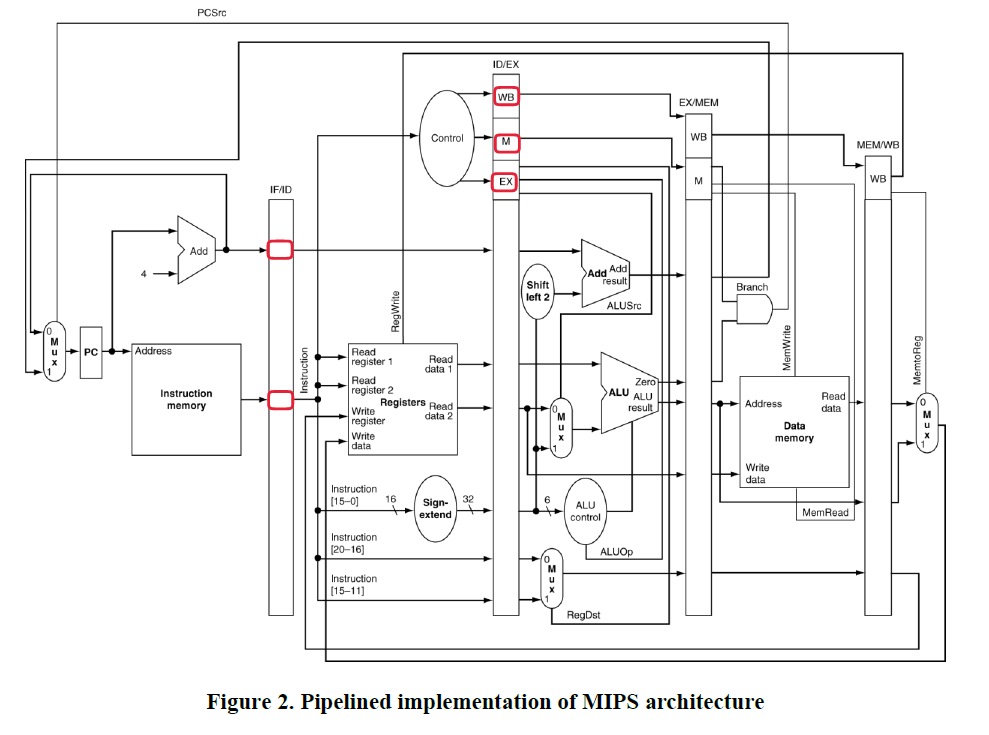 PCSrc
ID/EX
WB
EX/MEM
Control
M
WB
MEM/WB
EX
M
WB
IF/ID
Add
4
Shift
left 2
Add
Add
result
ALUSrc
Branch
RegWrite
MemWrite
MemtoReg
0
M
u
x
1
PC
Address
Instruction
memory
Instruction
Read
register 1
Read
register 2
Write
register
Write
data
Registers
Read
data 1
Read
data 2
0
M
u
x
1
ALU
Zero
ALU
result
Address
Read
data
Data
memory
Write
data
MemRead
0
M
u
x
1
Instruction
[15–0]
16
Sign-
extend
32
6
ALU
control
ALUOp
Instruction
[20–16]
Instruction
[15–11]
0
M
u
x
1
RegDst
Figure 2. Pipelined implementation of MIPS architecture